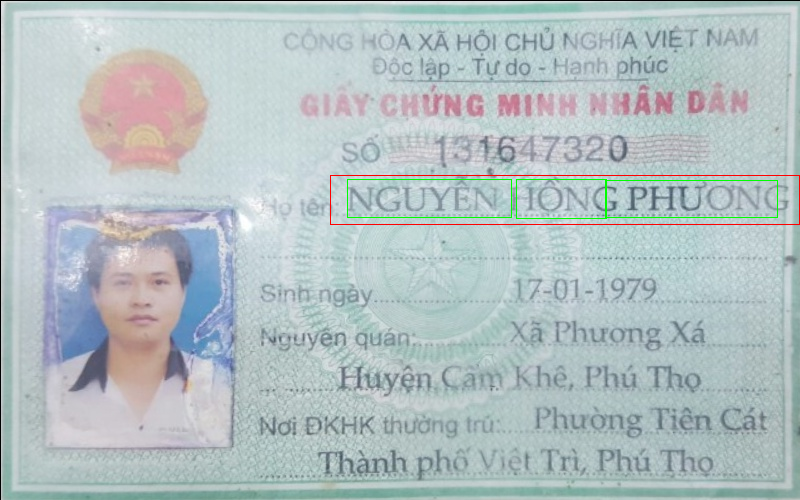 CỘNG HÒA XÃ HỘI CHỦ NGHĨA VIỆT NAM
Độc lập - Tự do - Hạnh phúc
GIẤY CHỨNG MINH NHÂN DÂN
SỐ 131647320
Họ tên: NGUYỄN HỒNG PHƯƠNG
Sinh ngày 17-01-1979
Nguyên quán: Xã Phương Xá
Huyện Cẩm Khê, Phú Thọ
Nơi ĐKHK thường trú: Phường Tiên Cát
Thành phố Việt Trì, Phú Thọ